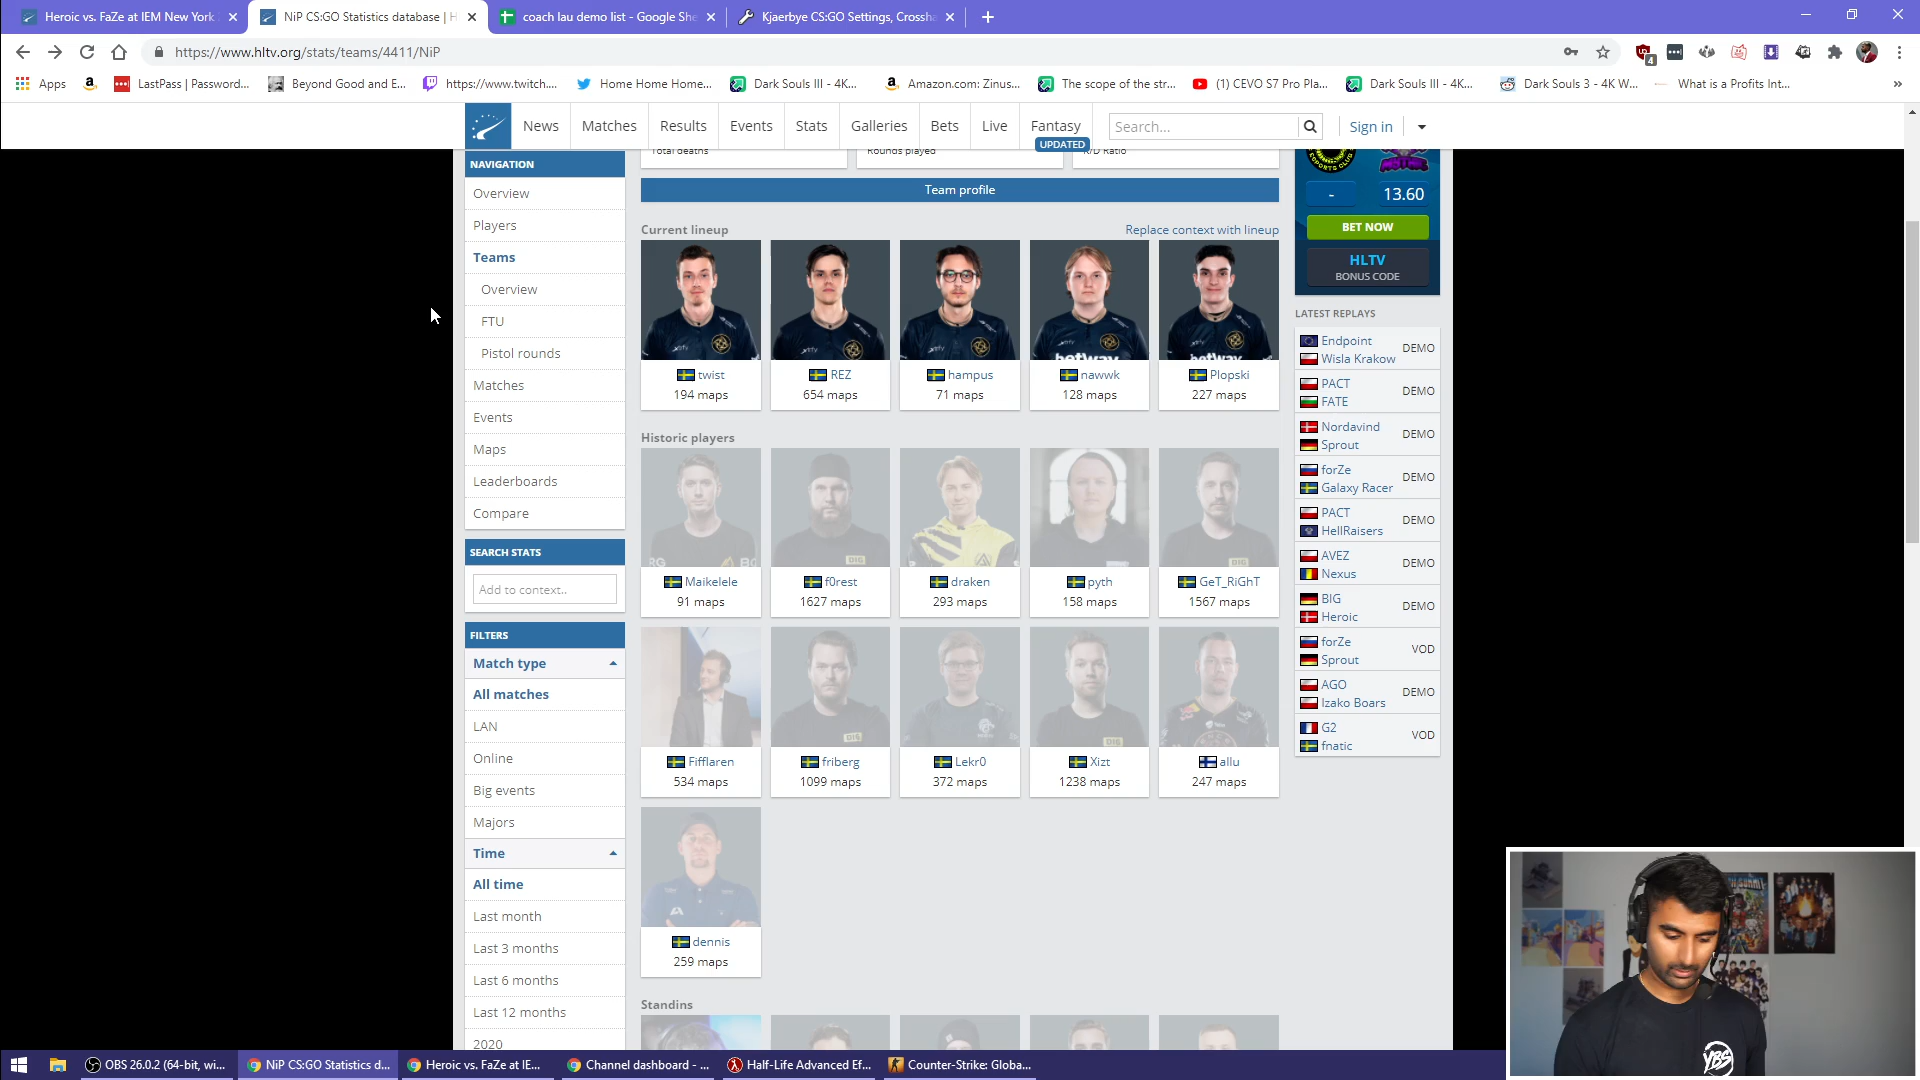 Heroic vs. FaZe at IEM New York
NiP CS:GO Statistics database | H
coach lau demo list - Google She
Kjaerbye CS:GO Settings, Crossha
https://www.hltv.org/stats/teams/4411/NiP
4
Apps
LastPass | Password...
Beyond Good and E...
https://www.twitch....
Home Home Home...
Dark Souls III - 4K...
Amazon.com: Zinus...
The scope of the str...
(1) CEVO S7 Pro Pla...
Dark Souls III - 4K...
Dark Souls 3 - 4K W...
What is a Profits Int...
News
Matches
Results
Events
Stats
Galleries
Bets
Live
Fantasy
UPDATED
Search...
Sign in
NAVIGATION
Overview
Players
Teams
Overview
FTU
Pistol rounds
Matches
Events
Maps
Leaderboards
Compare
SEARCH STATS
Add to context..
FILTERS
Match type
All matches
LAN
Online
Big events
Majors
Time
All time
Last month
Last 3 months
Last 6 months
Last 12 months
2020
Total deaths
Rounds played
K/D Ratio
Team profile
Current lineup
Replace context with lineup
betway
betway
twist
194 maps
REZ
654 maps
hampus
71 maps
nawwk
128 maps
Plopski
227 maps
Historic players
Maikelele
91 maps
f0rest
1627 maps
draken
293 maps
pyth
158 maps
GeT_RiGhT
1567 maps
Fifflaren
534 maps
friberg
1099 maps
Lekr0
372 maps
Xizt
1238 maps
allu
247 maps
dennis
259 maps
Standins
-
13.60
BET NOW
HLTV
BONUS CODE
LATEST REPLAYS
Endpoint
Wisla Krakow
DEMO
PACT
FATE
DEMO
Nordavind
Sprout
DEMO
forZe
Galaxy Racer
DEMO
PACT
HellRaisers
DEMO
AVEZ
Nexus
DEMO
BIG
Heroic
DEMO
forZe
Sprout
VOD
AGO
Izako Boars
DEMO
G2
fnatic
VOD
YBS
OBS 26.0.2 (64-bit, wi...
NiP CS:GO Statistics d...
Heroic vs. FaZe at IE...
Channel dashboard - ...
Half-Life Advanced Ef...
Counter-Strike: Globa...